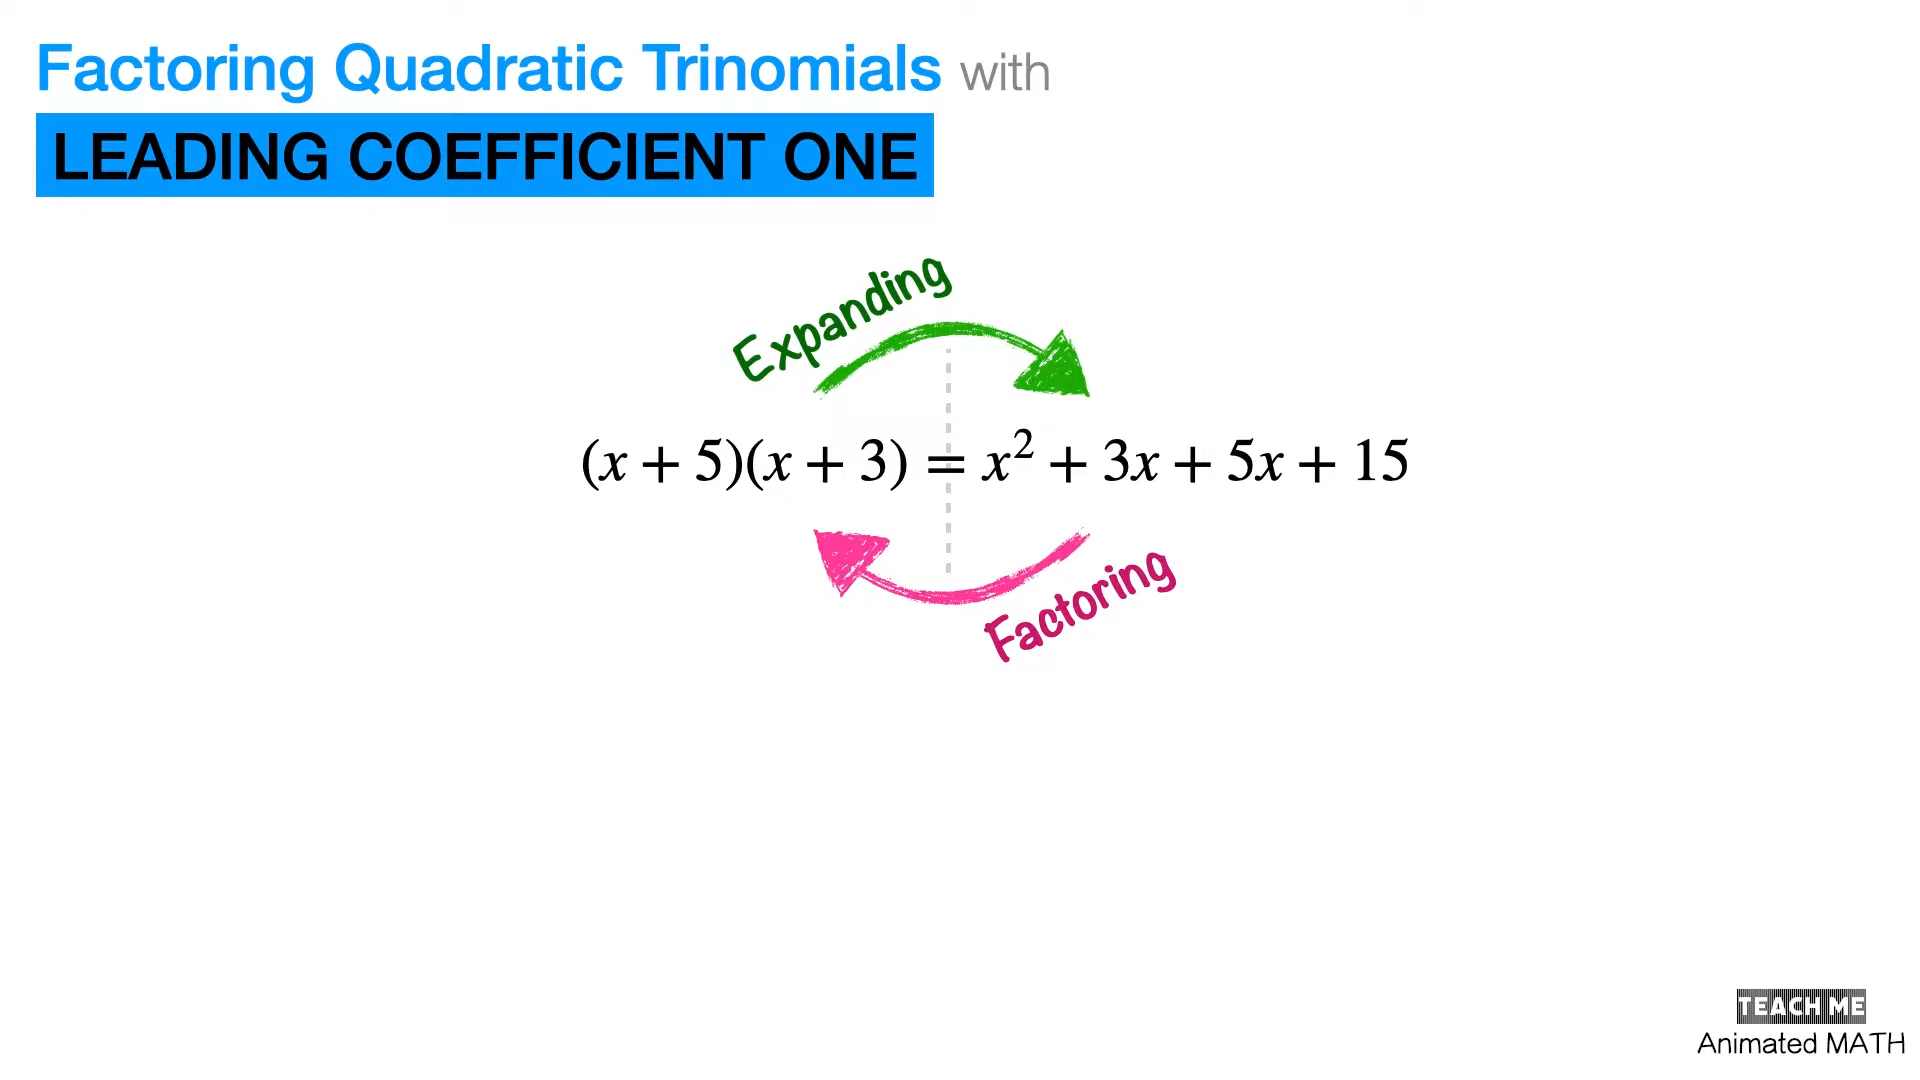 Factoring Quadratic Trinomials with
LEADING COEFFICIENT ONE
Expanding
(x + 5)(x + 3) = x² + 3x + 5x + 15
Factoring
TEACH ME
Animated MATH